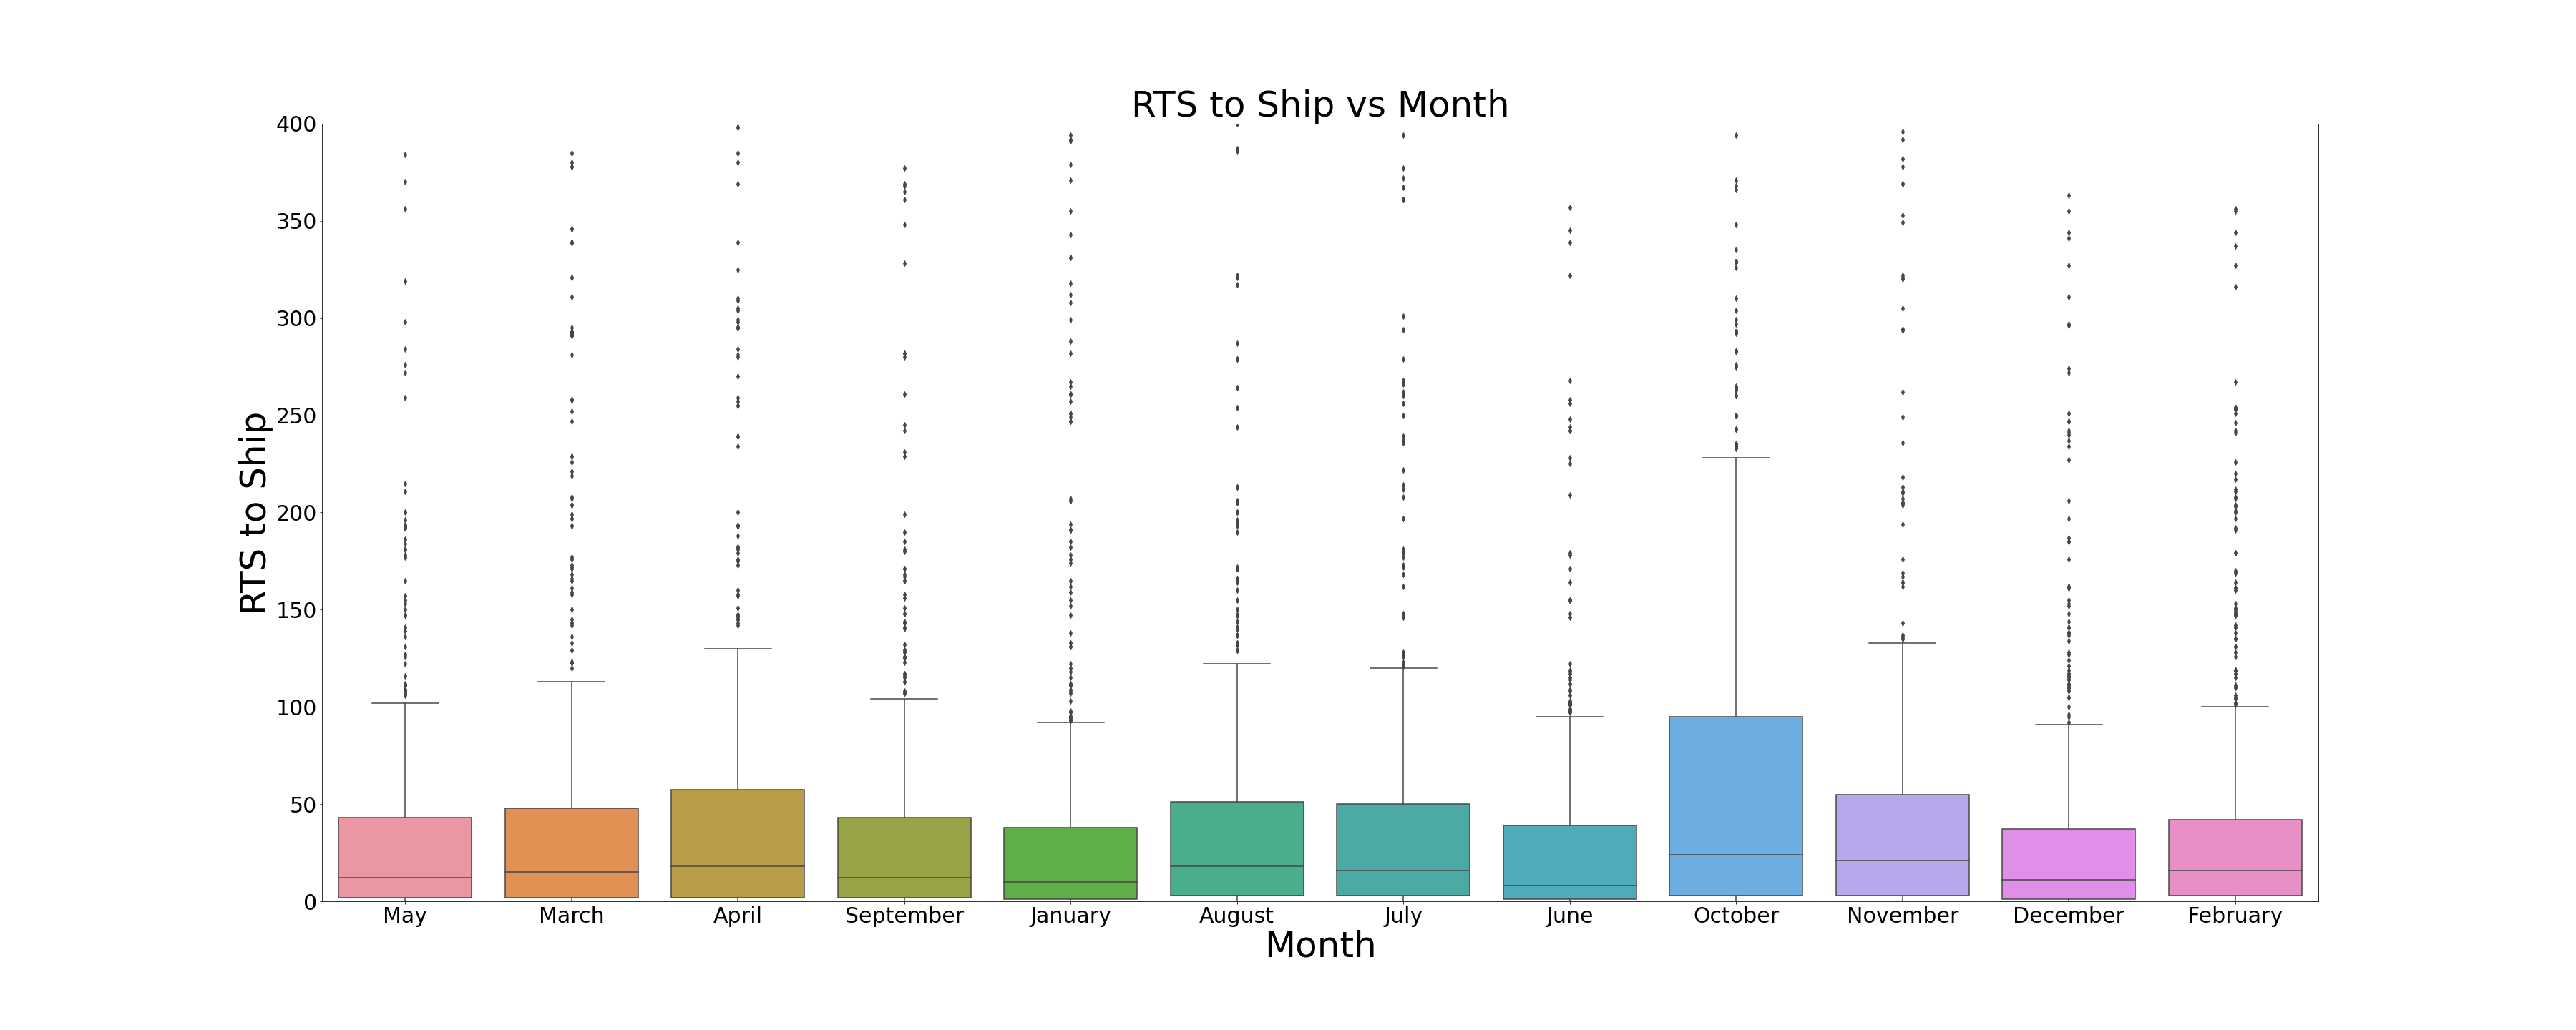 RTS to Ship vs Month
RTS to Ship
400
350
300
250
200
150
100
50
0
May March April September January August July June October November December February
Month